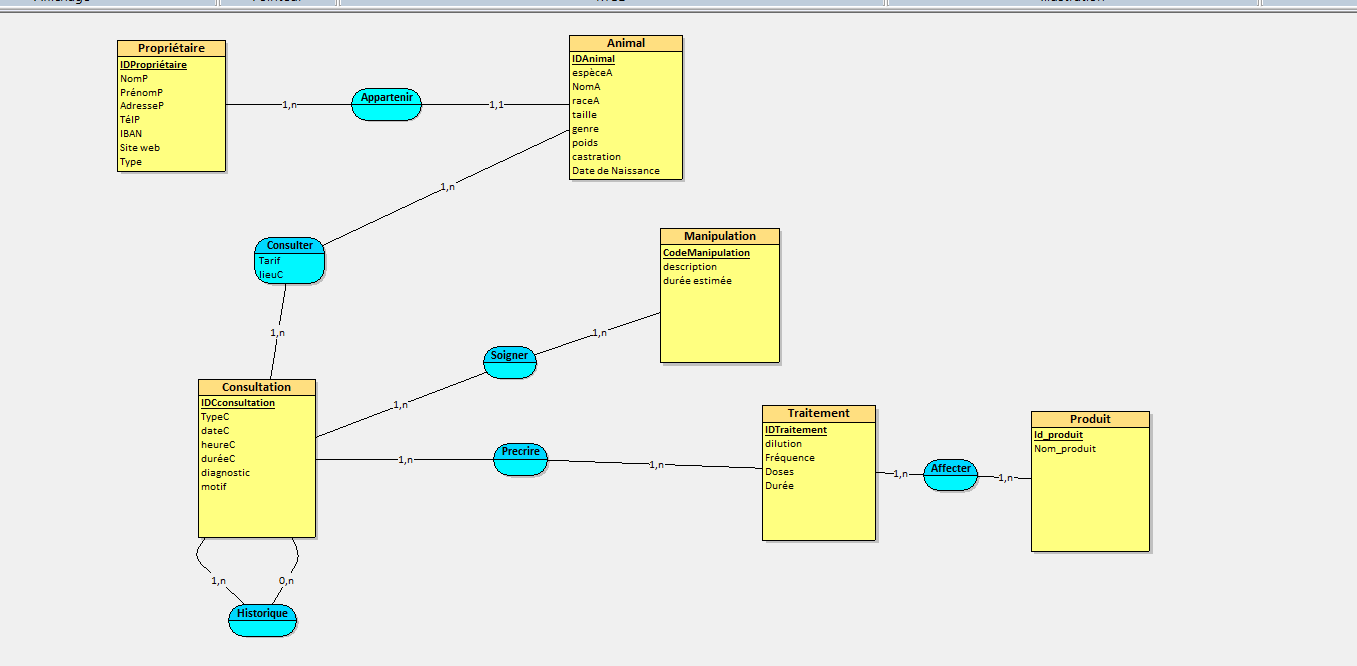 Propriétaire
IDPropriétaire
NomP
PrénomP
AdresseP
TélP
IBAN
Site web
Type
1,n
Appartenir
1,1
Animal
IDAnimal
espèceA
NomA
raceA
taille
genre
poids
castration
Date de Naissance
1,n
Consulter
Tarif
lieuC
1,n
Manipulation
CodeManipulation
description
durée estimée
1,n
Soigner
1,n
Consultation
IDCconsultation
TypeC
dateC
heureC
duréeC
diagnostic
motif
1,n
Precrire
1,n
Traitement
IDTraitement
dilution
Fréquence
Doses
Durée
1,n
Affecter
1,n
Produit
Id_produit
Nom_produit
1,n
0,n
Historique